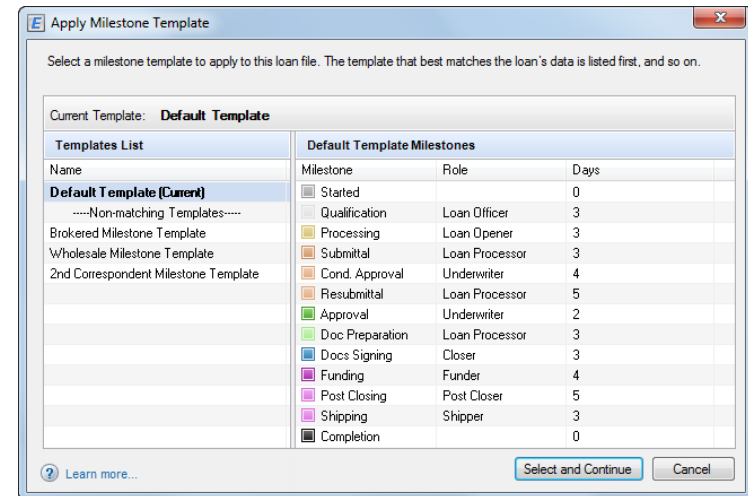 E Apply Milestone Template x
Select a milestone template to apply to this loan file. The template that best matches the loan's data is listed first, and so on.
Current Template: Default Template
Templates List Default Template Milestones
Name Milestone Role Days
Default Template (Current) Started 0
-----Non-matching Templates----- Qualification Loan Officer 3
Brokered Milestone Template Processing Loan Opener 3
Wholesale Milestone Template Submittal Loan Processor 3
2nd Correspondent Milestone Template Cond. Approval Underwriter 4
Resubmittal Loan Processor 5
Approval Underwriter 2
Doc Preparation Loan Processor 3
Docs Signing Closer 3
Funding Funder 4
Post Closing Post Closer 5
Shipping Shipper 3
Completion 0
? Learn more... Select and Continue Cancel